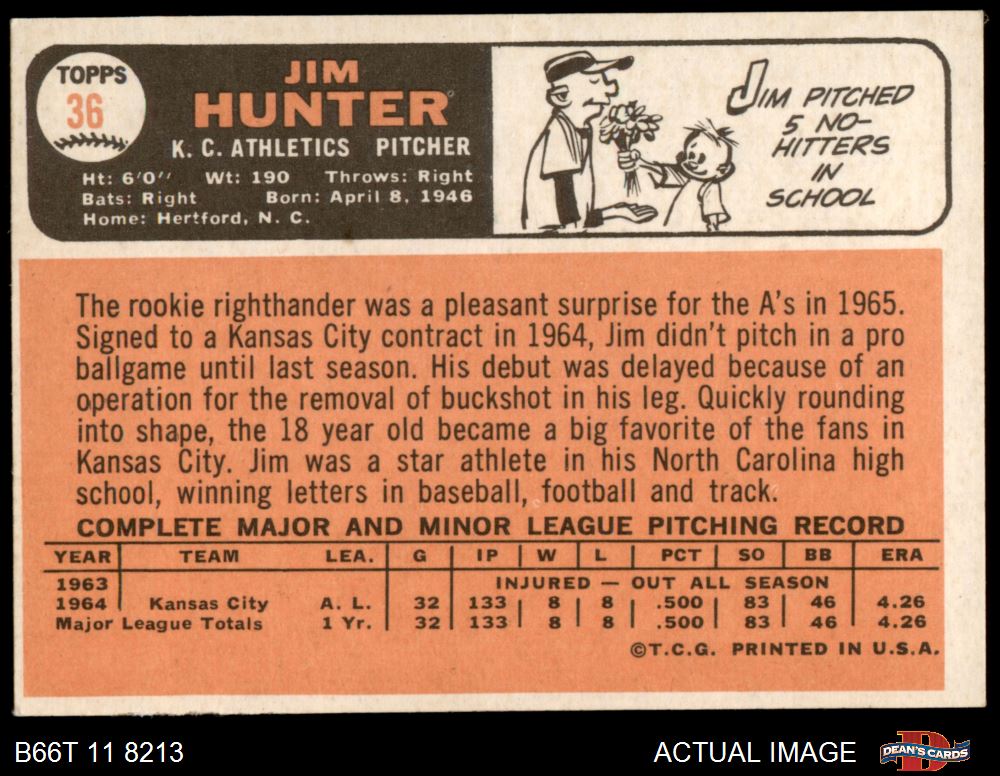 TOPPS
36
JIM
HUNTER
K. C. ATHLETICS PITCHER
Ht: 6'0" Wt: 190 Throws: Right
Bats: Right Born: April 8, 1946
Home: Hertford, N. C.
JIM PITCHED
5 NO-
HITTERS
IN
SCHOOL
The rookie righthander was a pleasant surprise for the A's in 1965.
Signed to a Kansas City contract in 1964, Jim didn't pitch in a pro
ballgame until last season. His debut was delayed because of an
operation for the removal of buckshot in his leg. Quickly rounding
into shape, the 18 year old became a big favorite of the fans in
Kansas City. Jim was a star athlete in his North Carolina high
school, winning letters in baseball, football and track.
COMPLETE MAJOR AND MINOR LEAGUE PITCHING RECORD
YEAR TEAM LEA. G IP W L PCT SO BB ERA
1963 INJURED — OUT ALL SEASON
1964 Kansas City A. L. 32 133 8 8 .500 83 46 4.26
Major League Totals 1 Yr. 32 133 8 8 .500 83 46 4.26
©T.C.G. PRINTED IN U.S.A.
B66T 11 8213
ACTUAL IMAGE
DEAN'S CARDS